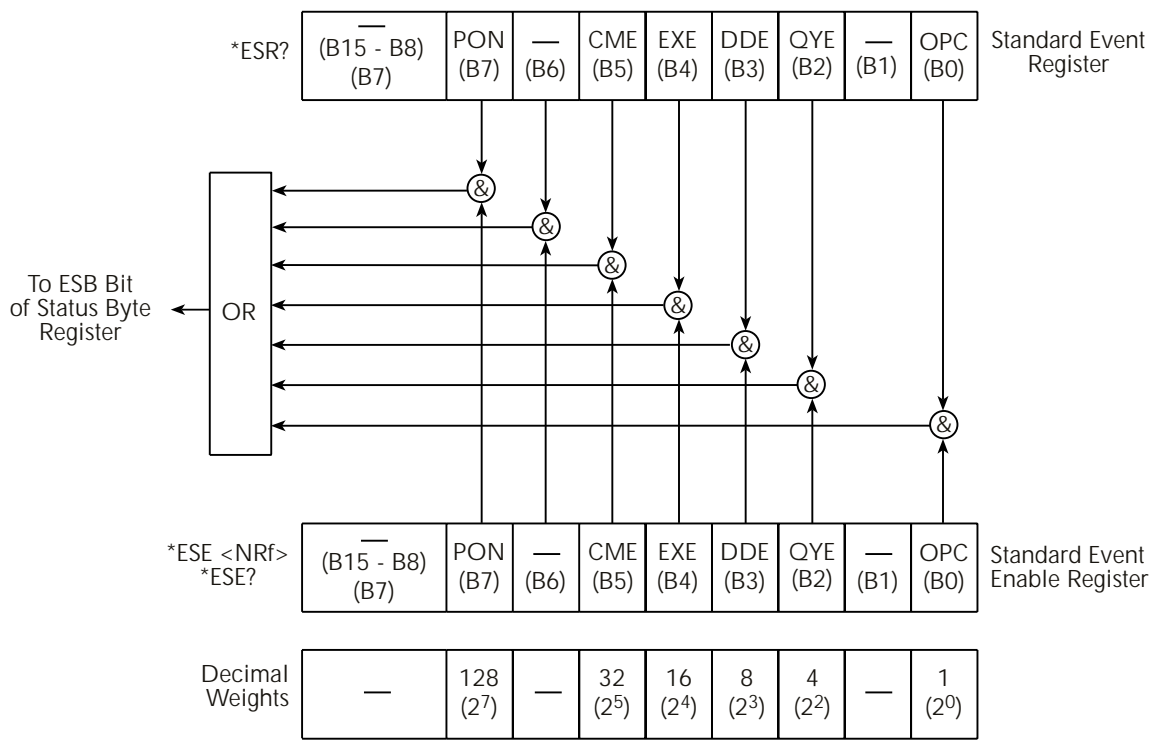 *ESR?
—
(B15 - B8)
(B7)
PON
(B7)
—
(B6)
CME
(B5)
EXE
(B4)
DDE
(B3)
QYE
(B2)
—
(B1)
OPC
(B0)
Standard Event
Register
&
&
&
&
&
&
&
To ESB Bit
of Status Byte
Register
OR
*ESE <NRf>
*ESE?
—
(B15 - B8)
(B7)
PON
(B7)
—
(B6)
CME
(B5)
EXE
(B4)
DDE
(B3)
QYE
(B2)
—
(B1)
OPC
(B0)
Standard Event
Enable Register
Decimal
Weights
—
128
(2⁷)
—
32
(2⁵)
16
(2⁴)
8
(2³)
4
(2²)
—
1
(2⁰)